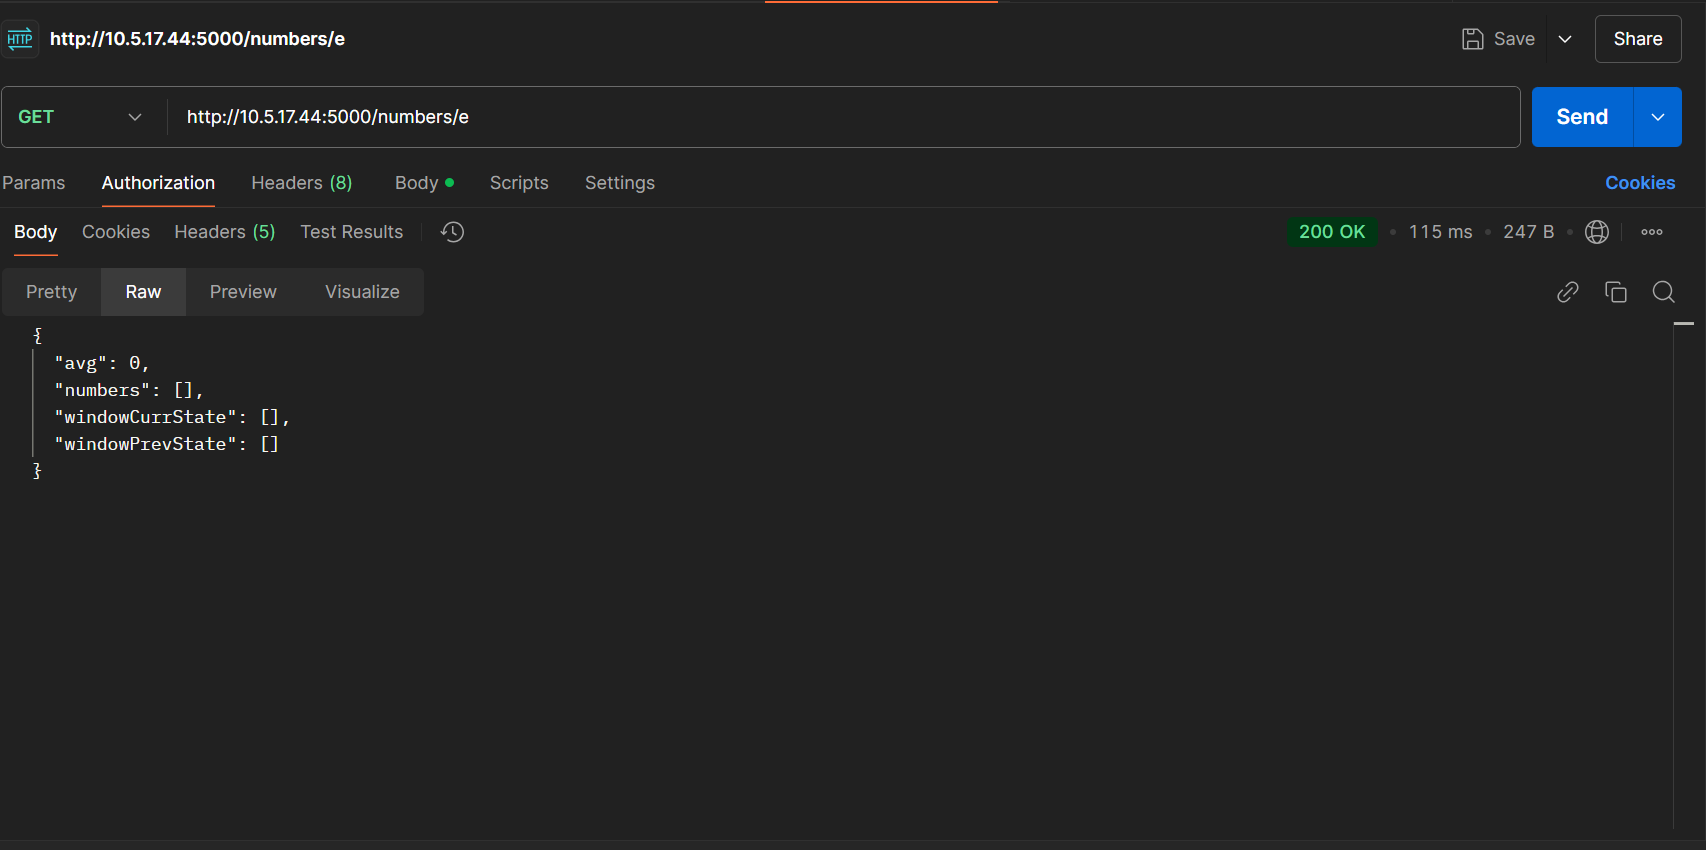 HTTP http://10.5.17.44:5000/numbers/e Save Share
GET http://10.5.17.44:5000/numbers/e Send
Params Authorization Headers (8) Body Scripts Settings Cookies
Body Cookies Headers (5) Test Results 200 OK • 115 ms • 247 B •
Pretty Raw Preview Visualize
{
"avg": 0,
"numbers": [],
"windowCurrState": [],
"windowPrevState": []
}